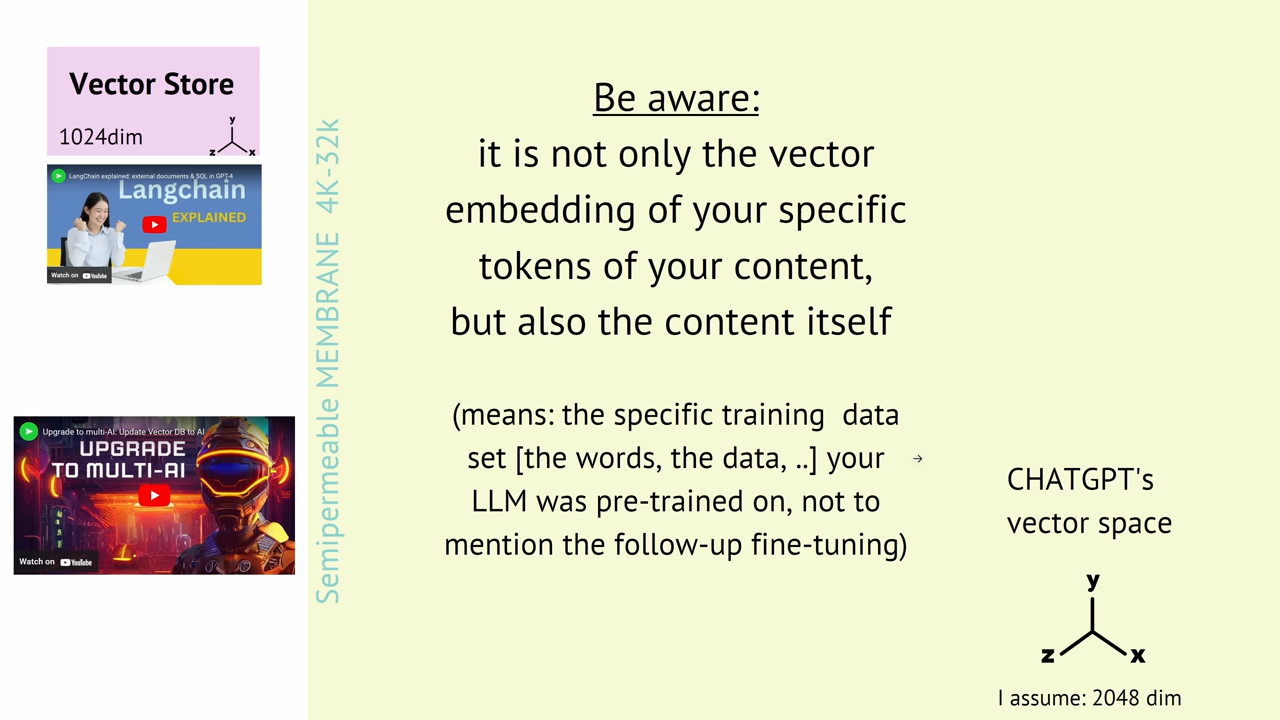 Vector Store
1024dim
y
z
x
LangChain explained: external documents & SQL in GPT-4
Langchain
EXPLAINED
Watch on YouTube
Upgrade to multi-AI: Update Vector DB to AI
UPGRADE
TO MULTI-AI
Watch on YouTube
Semipermeable MEMBRANE 4K-32k
Be aware:
it is not only the vector
embedding of your specific
tokens of your content,
but also the content itself
(means: the specific training data
set [the words, the data, ..] your →
LLM was pre-trained on, not to
mention the follow-up fine-tuning)
CHATGPT's
vector space
y
z
x
I assume: 2048 dim